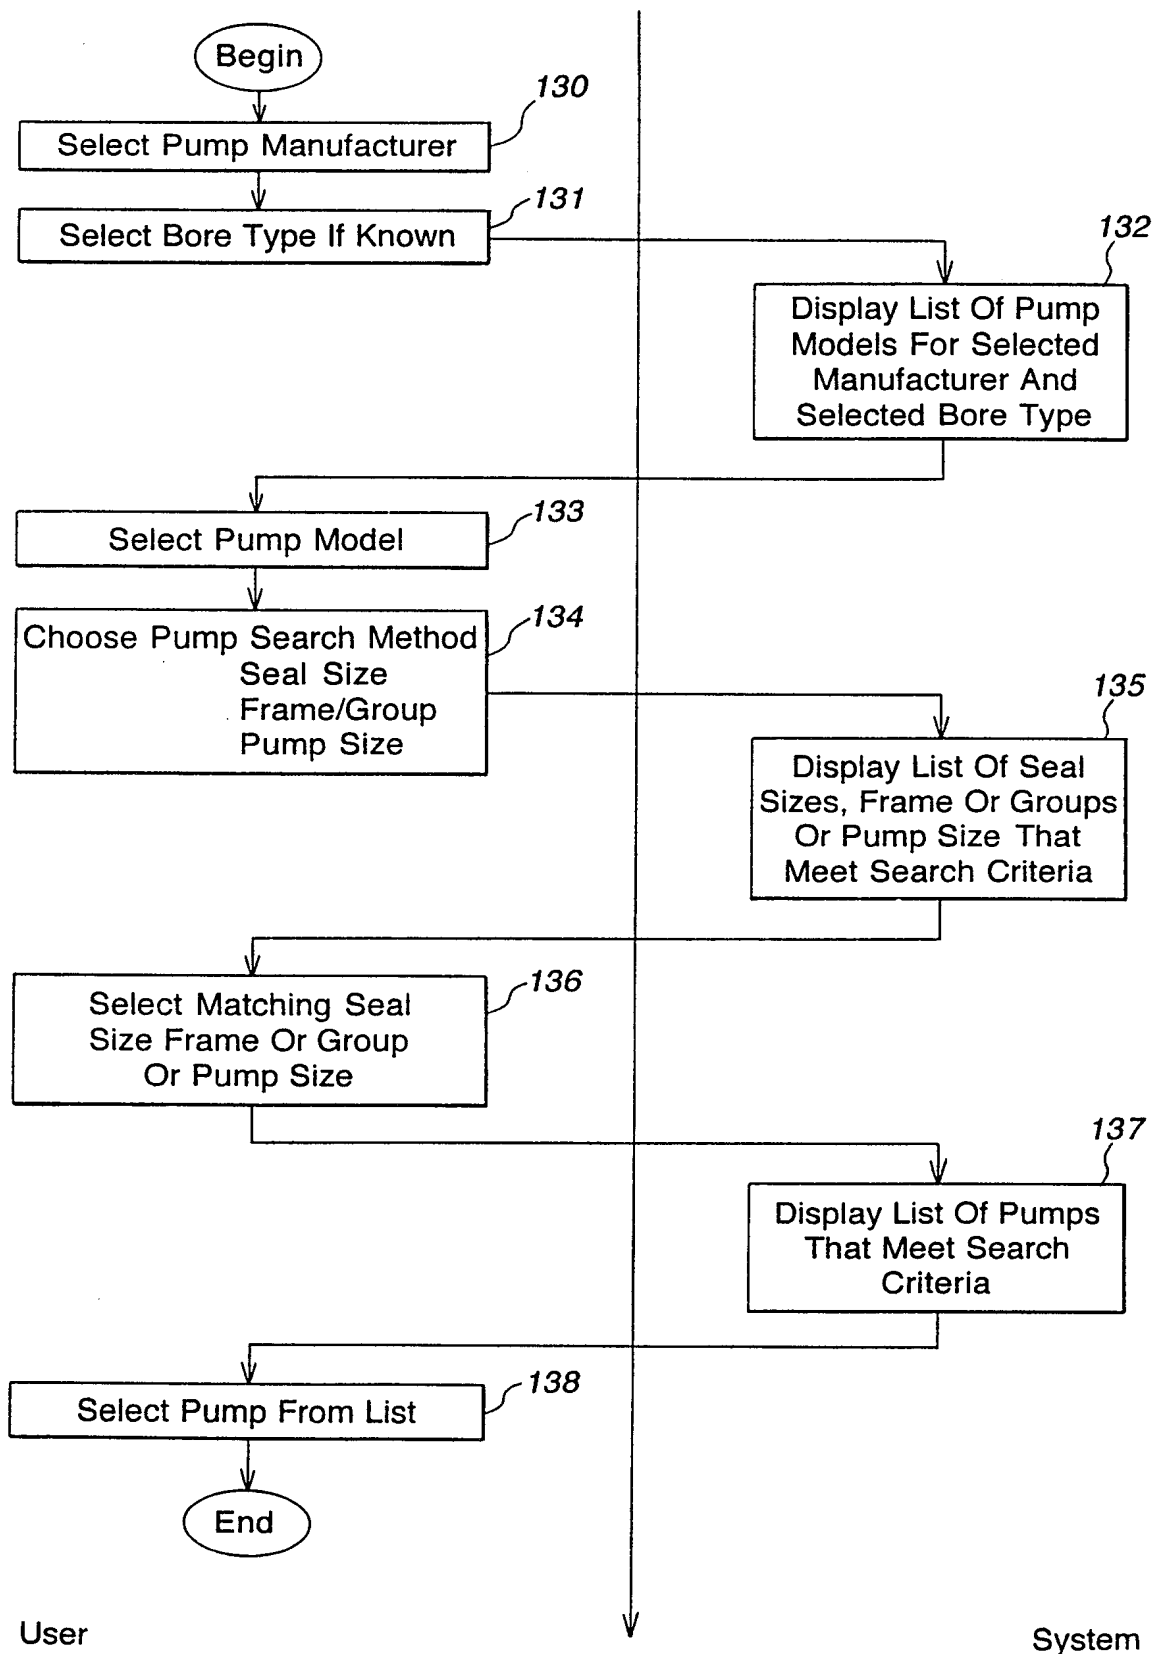 Begin
130
Select Pump Manufacturer
131
Select Bore Type If Known
132
Display List Of Pump
Models For Selected
Manufacturer And
Selected Bore Type
133
Select Pump Model
134
Choose Pump Search Method
Seal Size
Frame/Group
Pump Size
135
Display List Of Seal
Sizes, Frame Or Groups
Or Pump Size That
Meet Search Criteria
136
Select Matching Seal
Size Frame Or Group
Or Pump Size
137
Display List Of Pumps
That Meet Search
Criteria
138
Select Pump From List
End
User
System